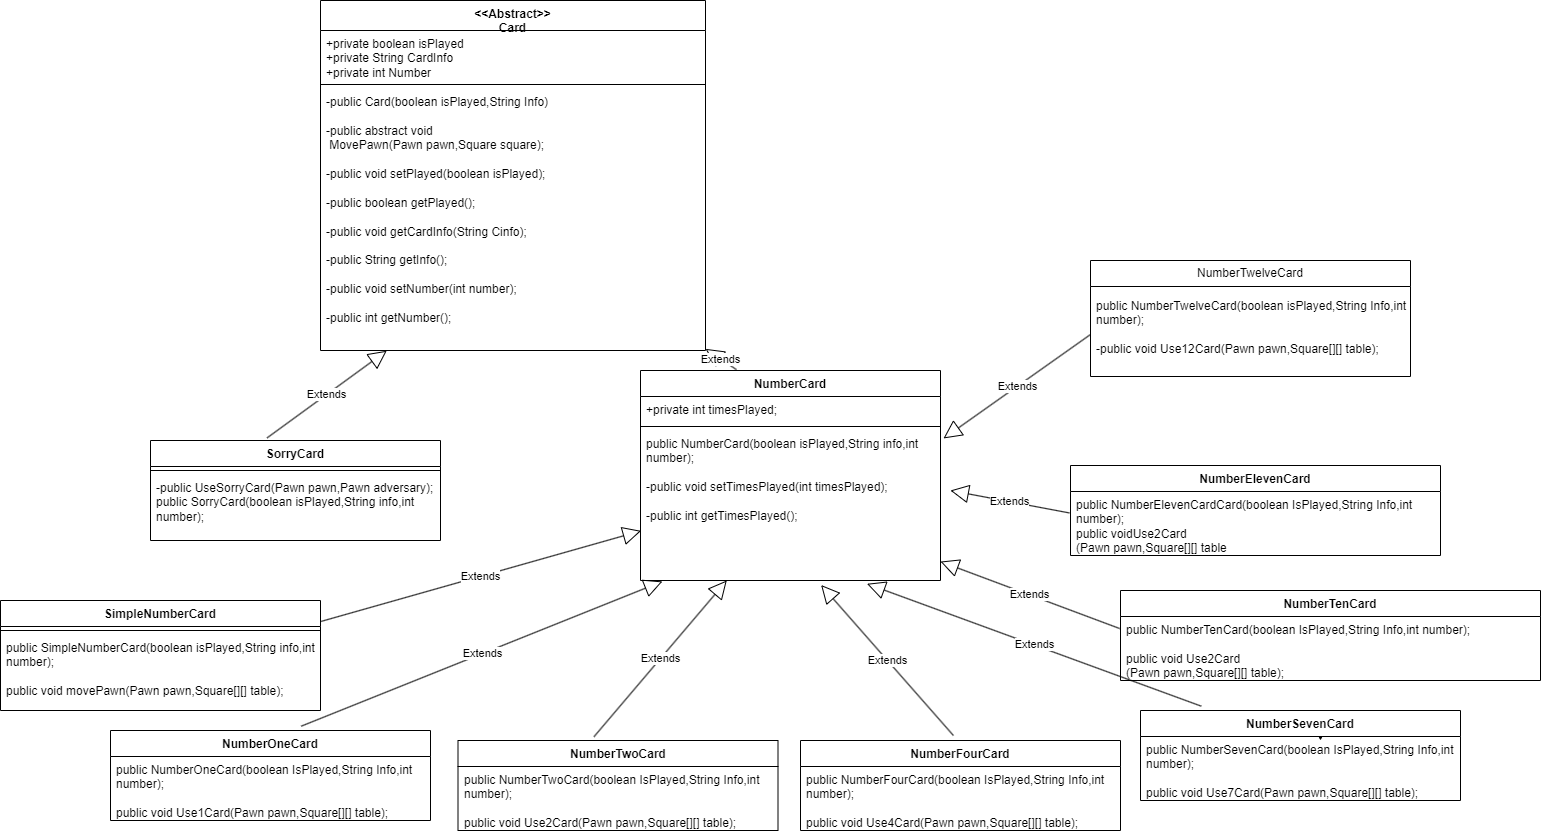 <<Abstract>>
Card
+private boolean isPlayed
+private String CardInfo
+private int Number
-public Card(boolean isPlayed,String Info)
-public abstract void
MovePawn(Pawn pawn,Square square);
-public void setPlayed(boolean isPlayed);
-public boolean getPlayed();
-public void getCardInfo(String Cinfo);
-public String getInfo();
-public void setNumber(int number);
-public int getNumber();
Extends
Extends
SorryCard
-public UseSorryCard(Pawn pawn,Pawn adversary);
public SorryCard(boolean isPlayed,String info,int
number);
NumberCard
+private int timesPlayed;
public NumberCard(boolean isPlayed,String info,int
number);
-public void setTimesPlayed(int timesPlayed);
-public int getTimesPlayed();
NumberTwelveCard
public NumberTwelveCard(boolean isPlayed,String Info,int
number);
-public void Use12Card(Pawn pawn,Square[][] table);
Extends
NumberElevenCard
public NumberElevenCardCard(boolean IsPlayed,String Info,int
number);
public voidUse2Card
(Pawn pawn,Square[][] table
Extends
NumberTenCard
public NumberTenCard(boolean IsPlayed,String Info,int number);
public void Use2Card
(Pawn pawn,Square[][] table);
Extends
SimpleNumberCard
public SimpleNumberCard(boolean isPlayed,String info,int
number);
public void movePawn(Pawn pawn,Square[][] table);
Extends
NumberOneCard
public NumberOneCard(boolean IsPlayed,String Info,int
number);
public void Use1Card(Pawn pawn,Square[][] table);
Extends
NumberTwoCard
public NumberTwoCard(boolean IsPlayed,String Info,int
number);
public void Use2Card(Pawn pawn,Square[][] table);
Extends
NumberFourCard
public NumberFourCard(boolean IsPlayed,String Info,int
number);
public void Use4Card(Pawn pawn,Square[][] table);
Extends
NumberSevenCard
public NumberSevenCard(boolean IsPlayed,String Info,int
number);
public void Use7Card(Pawn pawn,Square[][] table);
Extends